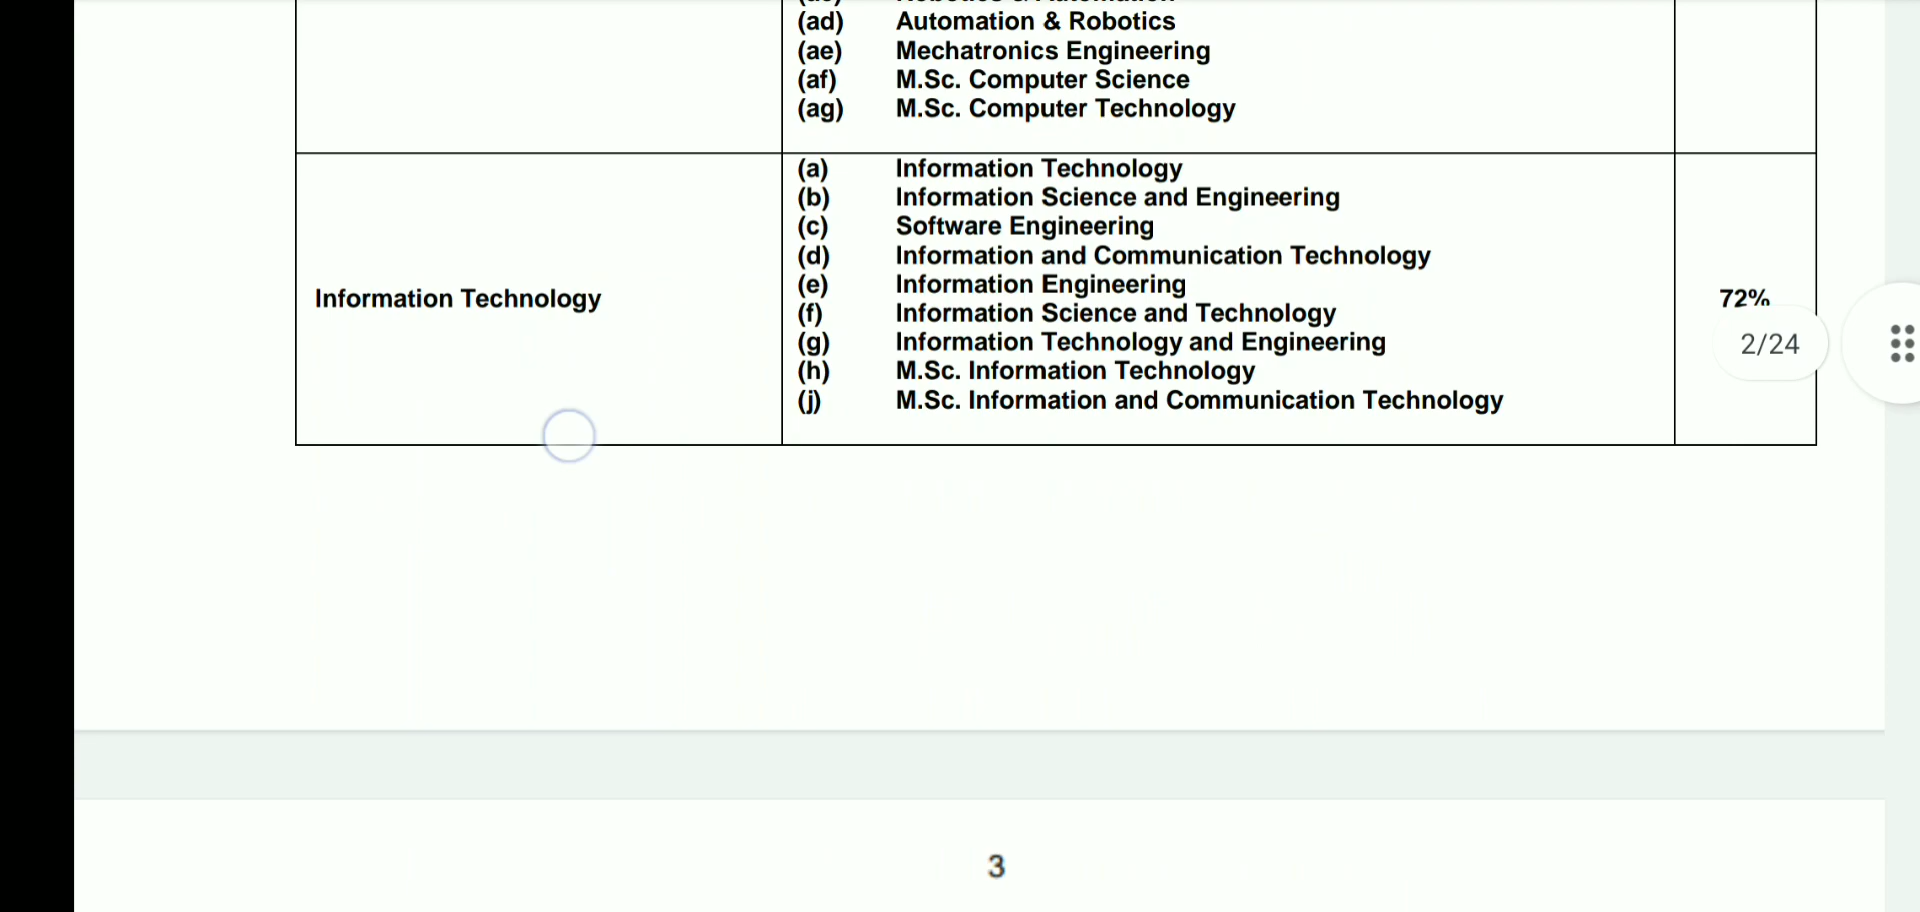 (ad) Automation & Robotics
(ae) Mechatronics Engineering
(af) M.Sc. Computer Science
(ag) M.Sc. Computer Technology
Information Technology
(a) Information Technology
(b) Information Science and Engineering
(c) Software Engineering
(d) Information and Communication Technology
(e) Information Engineering
(f) Information Science and Technology
(g) Information Technology and Engineering
(h) M.Sc. Information Technology
(j) M.Sc. Information and Communication Technology
72%
2/24
3